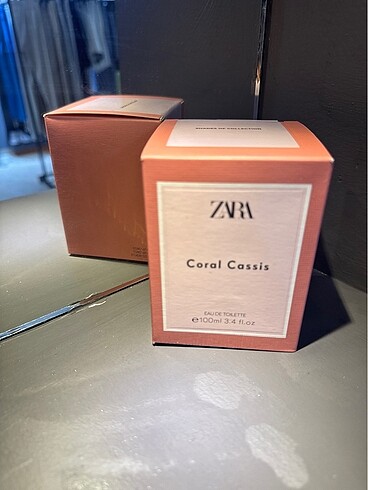 ZARA
Coral Cassis
EAU DE TOILETTE
℮100ml 3.4 fl.oz